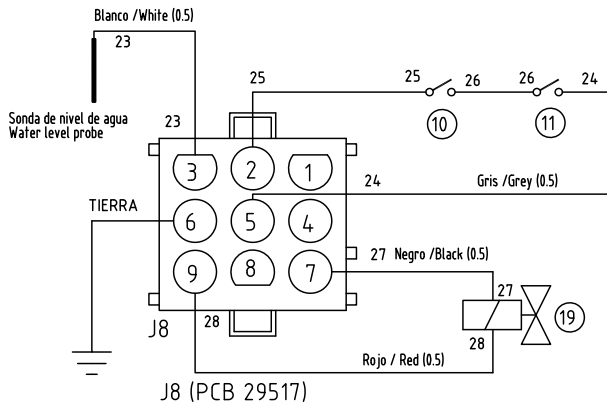 Blanco /White (0.5)
23
25
25
26
26
24
10
11
Sonda de nivel de agua
Water level probe
23
3
2
1
24
Gris /Grey (0.5)
TIERRA
6
5
4
27
Negro /Black (0.5)
9
8
7
27
19
28
J8
28
Rojo / Red (0.5)
J8 (PCB 29517)